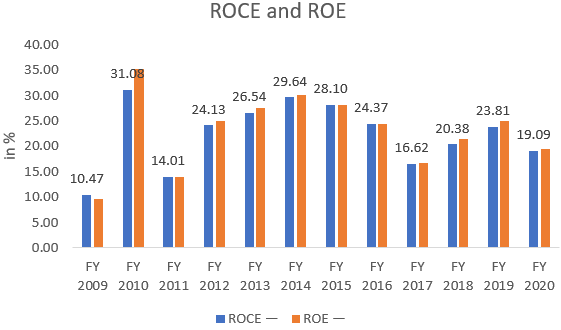 ROCE and ROE
40.00
35.00
30.00
25.00
20.00
15.00
10.00
5.00
0.00
in %
10.47
31.08
14.01
24.13
26.54
29.64
28.10
24.37
16.62
20.38
23.81
19.09
FY 2009
FY 2010
FY 2011
FY 2012
FY 2013
FY 2014
FY 2015
FY 2016
FY 2017
FY 2018
FY 2019
FY 2020
ROCE — ROE —